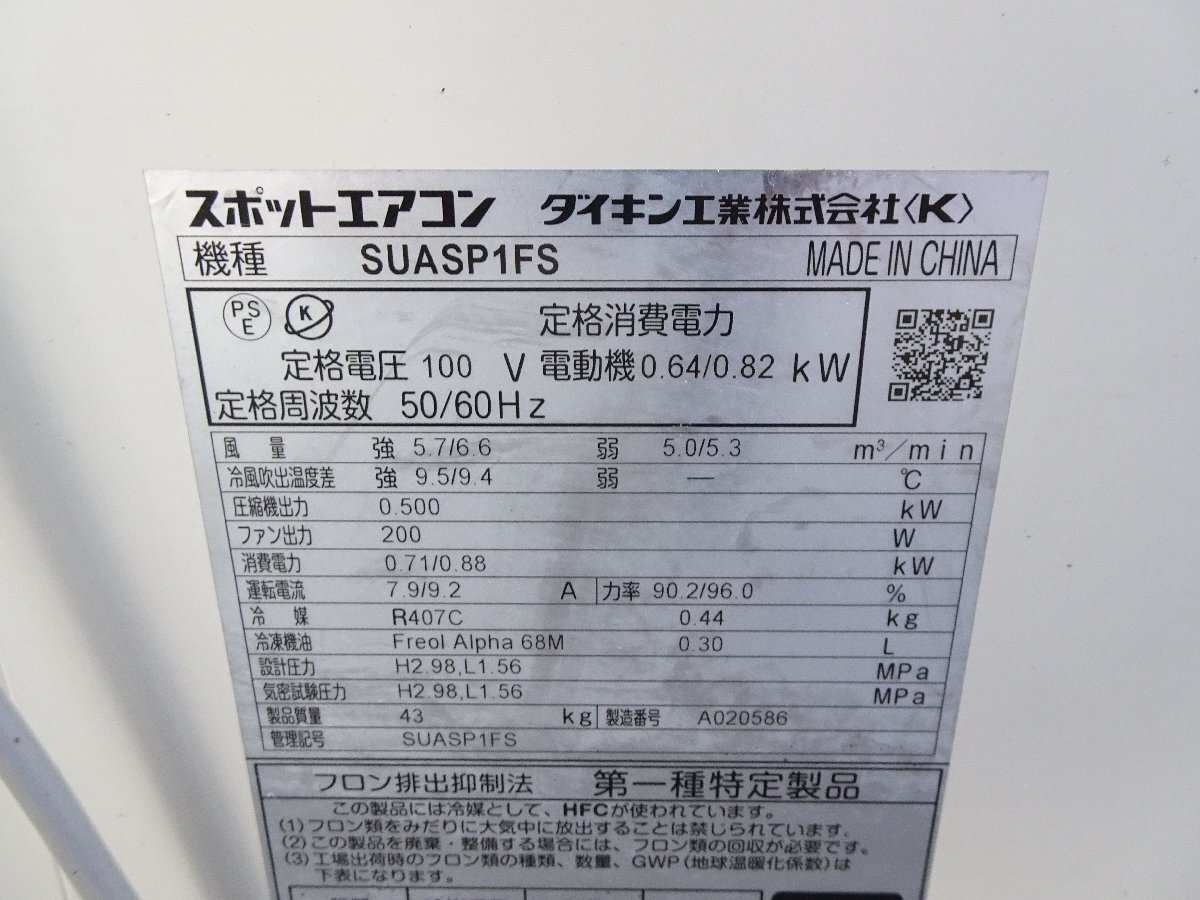 スポットエアコン ダイキン工業株式会社〈K〉
機種 SUASP1FS MADE IN CHINA
PS E K 定格消費電力
定格電圧 100 V 電動機 0.64/0.82 kW
定格周波数 50/60Hz
風量 強 5.7/6.6 弱 5.0/5.3 m³/min
冷風吹出温度差 強 9.5/9.4 弱 — ℃
圧縮機出力 0.500 kW
ファン出力 200 W
消費電力 0.71/0.88 kW
運転電流 7.9/9.2 A 力率 90.2/96.0 %
冷媒 R407C 0.44 kg
冷凍機油 Freol Alpha 68M 0.30 L
設計圧力 H2.98,L1.56 MPa
気密試験圧力 H2.98,L1.56 MPa
製品質量 43 kg 製造番号 A020586
管理記号 SUASP1FS
フロン排出抑制法 第一種特定製品
この製品には冷媒として、HFCが使われています。
(1)フロン類をみだりに大気中に放出することは禁じられています.
(2)この製品を廃棄・整備する場合には、フロン類の回収が必要です。
(3)工場出荷時のフロン類の種類、数量、GWP(地球温暖化係数)は
下表になります。